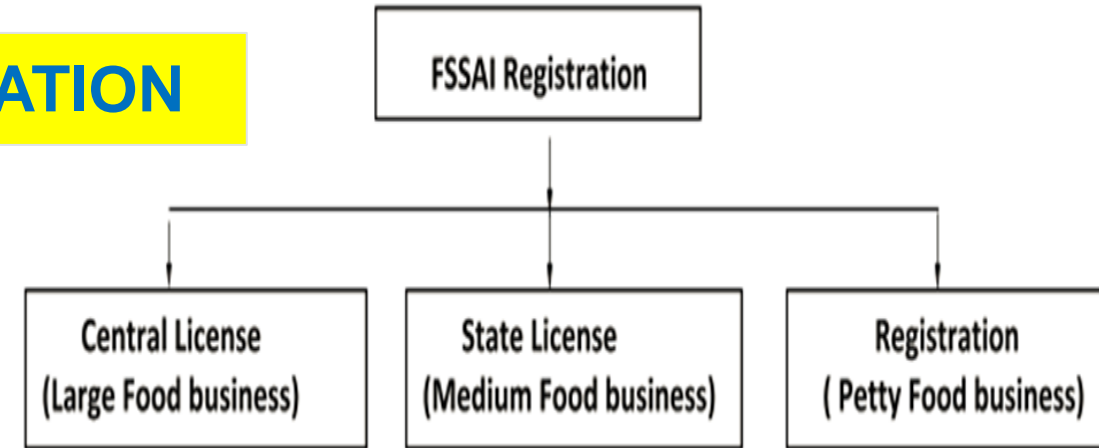 ATION
FSSAI Registration
Central License
(Large Food business)
State License
(Medium Food business)
Registration
( Petty Food business)